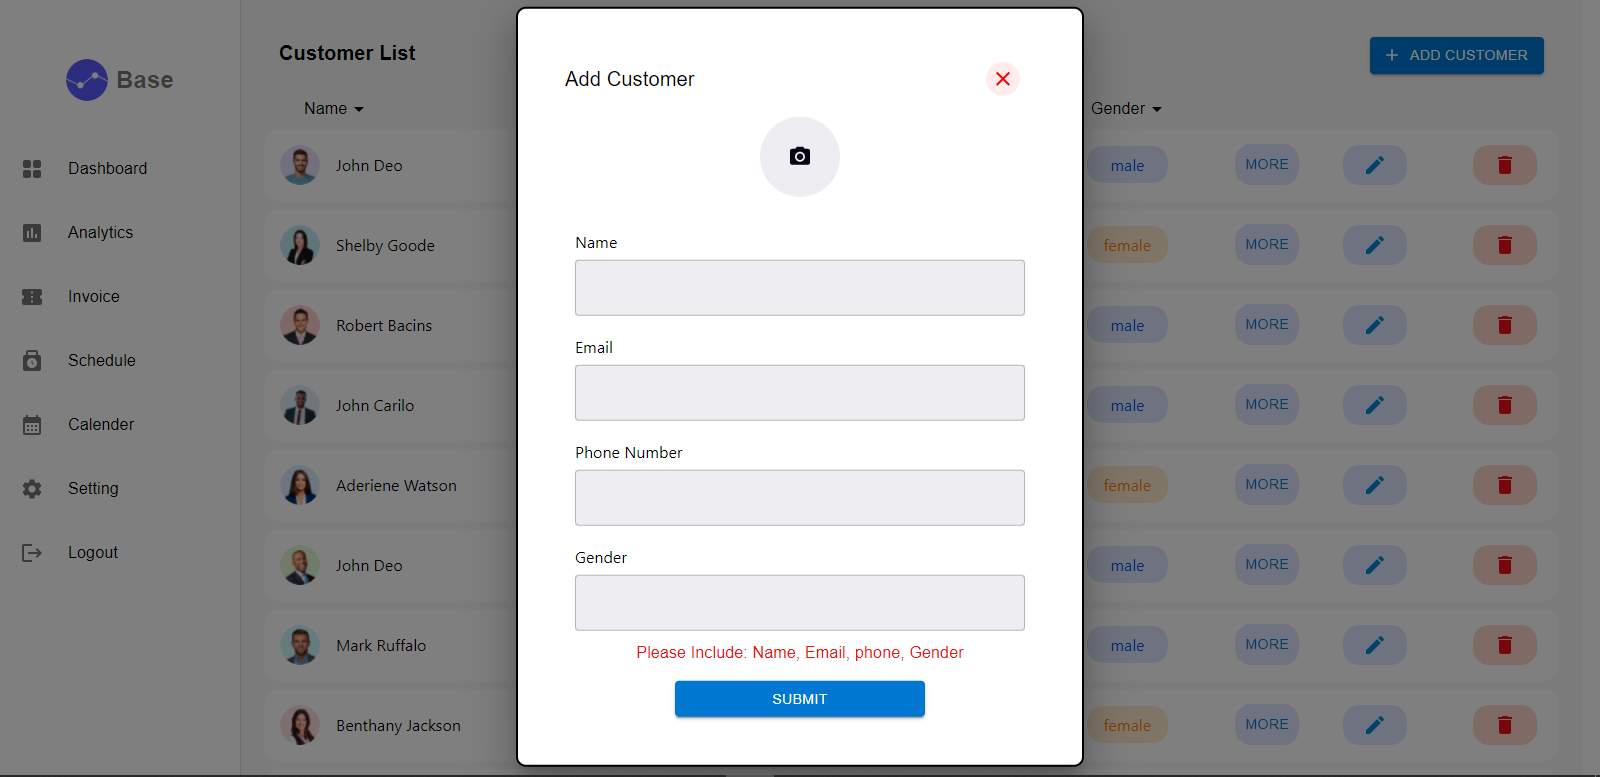 Base
Dashboard
Analytics
Invoice
Schedule
Calender
Setting
Logout
Customer List
ADD CUSTOMER
Name
Gender
John Deo
male
MORE
Shelby Goode
female
MORE
Robert Bacins
male
MORE
John Carilo
male
MORE
Aderiene Watson
female
MORE
John Deo
male
MORE
Mark Ruffalo
male
MORE
Benthany Jackson
female
MORE
Add Customer
Name
Email
Phone Number
Gender
Please Include: Name, Email, phone, Gender
SUBMIT